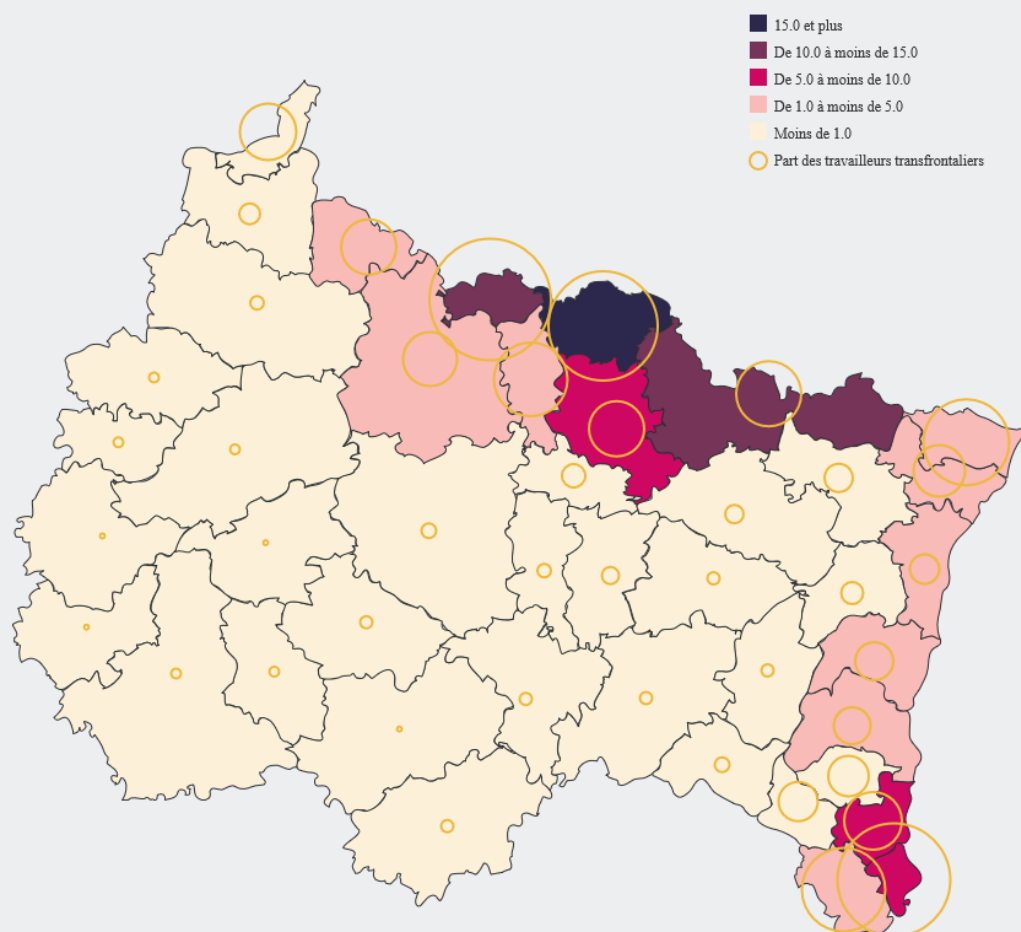 15.0 et plus
De 10.0 à moins de 15.0
De 5.0 à moins de 10.0
De 1.0 à moins de 5.0
Moins de 1.0
Part des travailleurs transfrontaliers